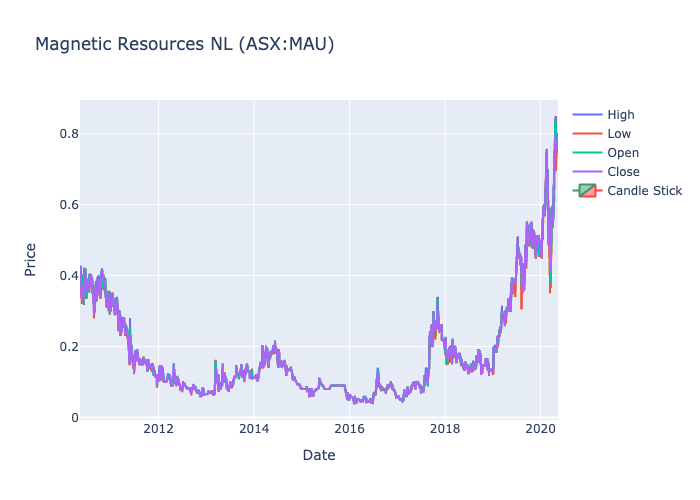 Magnetic Resources NL (ASX:MAU)
High
Low
Open
Close
Candle Stick
Price
0.8
0.6
0.4
0.2
0
2012
2014
2016
2018
2020
Date